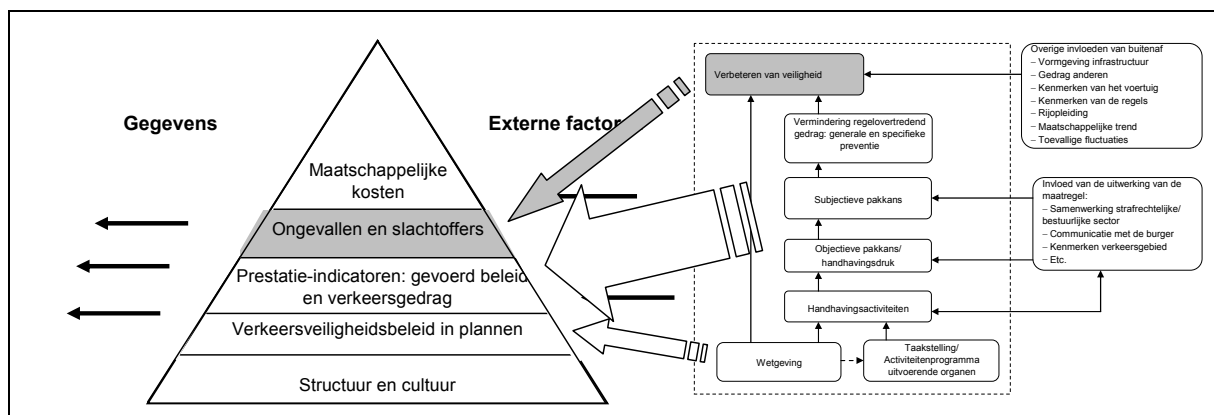 Gegevens
Externe factor
Maatschappelijke
kosten
Ongevallen en slachtoffers
Prestatie-indicatoren: gevoerd beleid
en verkeersgedrag
Verkeersveiligheidsbeleid in plannen
Structuur en cultuur
Verbeteren van veiligheid
Vermindering regelovertredend
gedrag: generale en specifieke
preventie
Subjectieve pakkans
Objectieve pakkans/
handhavingsdruk
Handhavingsactiviteiten
Wetgeving
Taakstelling/
Activiteitenprogramma
uitvoerende organen
Overige invloeden van buitenaf
– Vormgeving infrastructuur
– Gedrag anderen
– Kenmerken van het voertuig
– Kenmerken van de regels
– Rijopleiding
– Maatschappelijke trend
– Toevallige fluctuaties
Invloed van de uitwerking van de
maatregel:
– Samenwerking strafrechtelijke/
bestuurlijke sector
– Communicatie met de burger
– Kenmerken verkeersgebied
– Etc.